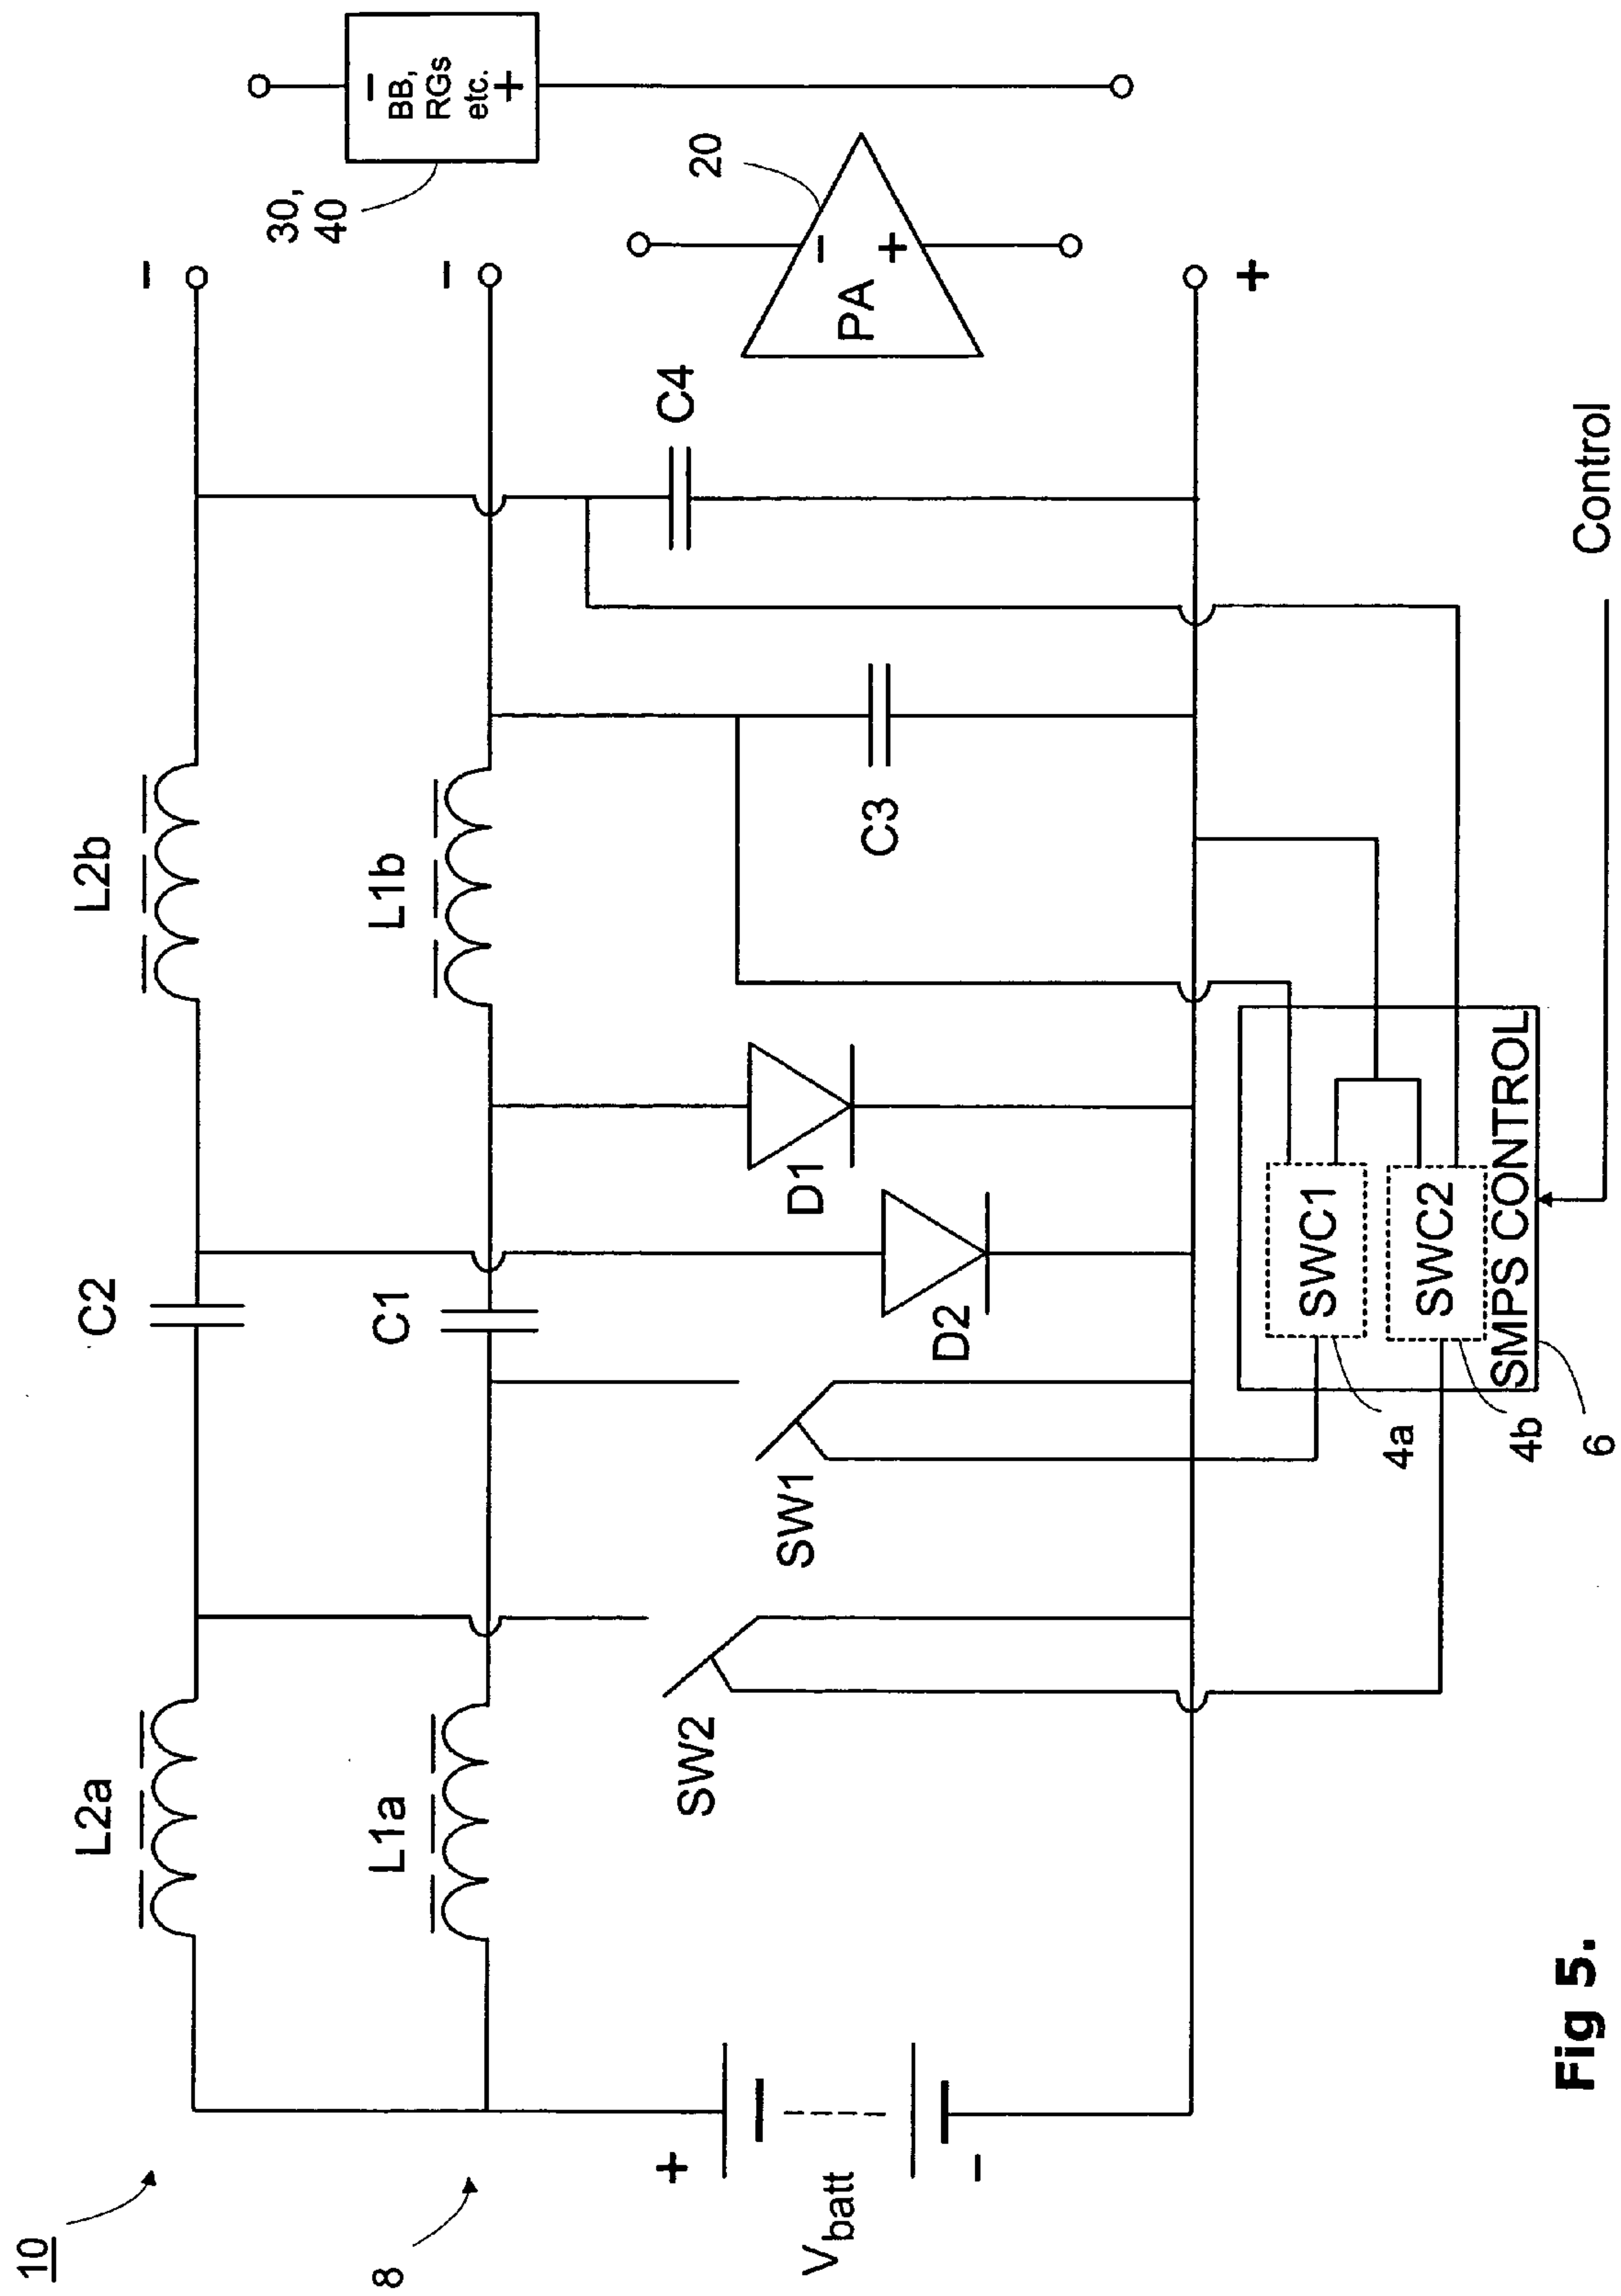 10
8
L2a
C2
L2b
−
L1a
C1
L1b
−
30,
40
−
BB,
RGs
etc.
+
20
−
PA
+
C4
C3
D1
D2
SW1
SW2
+
Vbatt
−
+
SWC1
SWC2
SMPS CONTROL
4a
4b
6
Control
Fig 5.